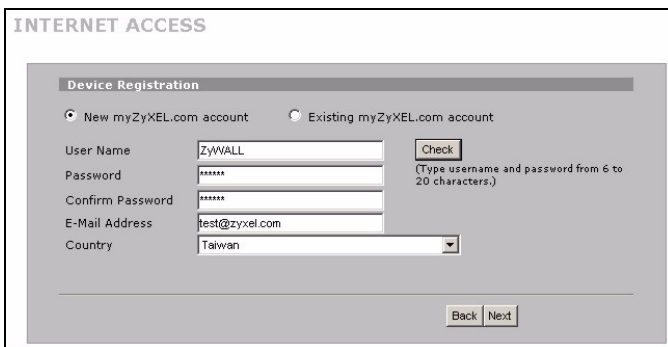 INTERNET ACCESS
Device Registration
New myZyXEL.com account Existing myZyXEL.com account
User Name ZyWALL Check
(Type username and password from 6 to
20 characters.)
Password ******
Confirm Password ******
E-Mail Address test@zyxel.com
Country Taiwan
Back Next